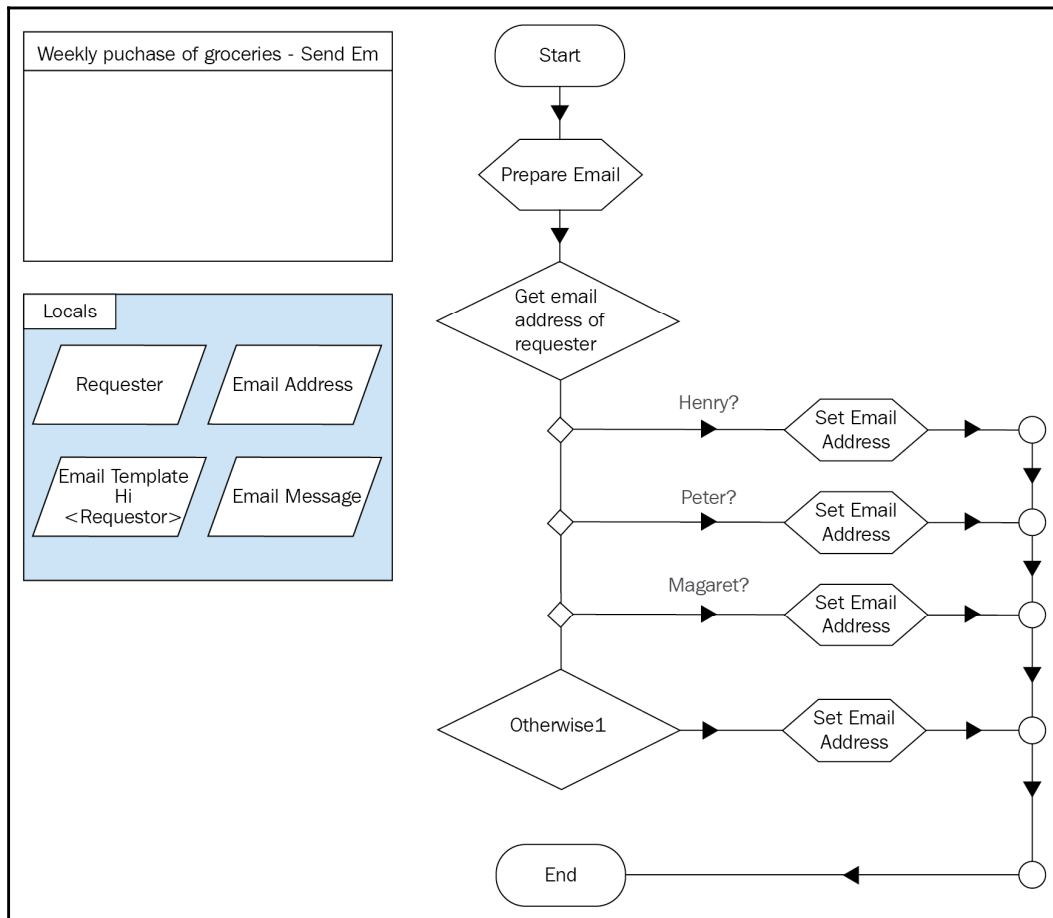 Weekly puchase of groceries - Send Em
Locals
Requester
Email Address
Email Template
Hi
<Requestor>
Email Message
Start
Prepare Email
Get email
address of
requester
Henry?
Set Email
Address
Peter?
Set Email
Address
Magaret?
Set Email
Address
Otherwise1
Set Email
Address
End